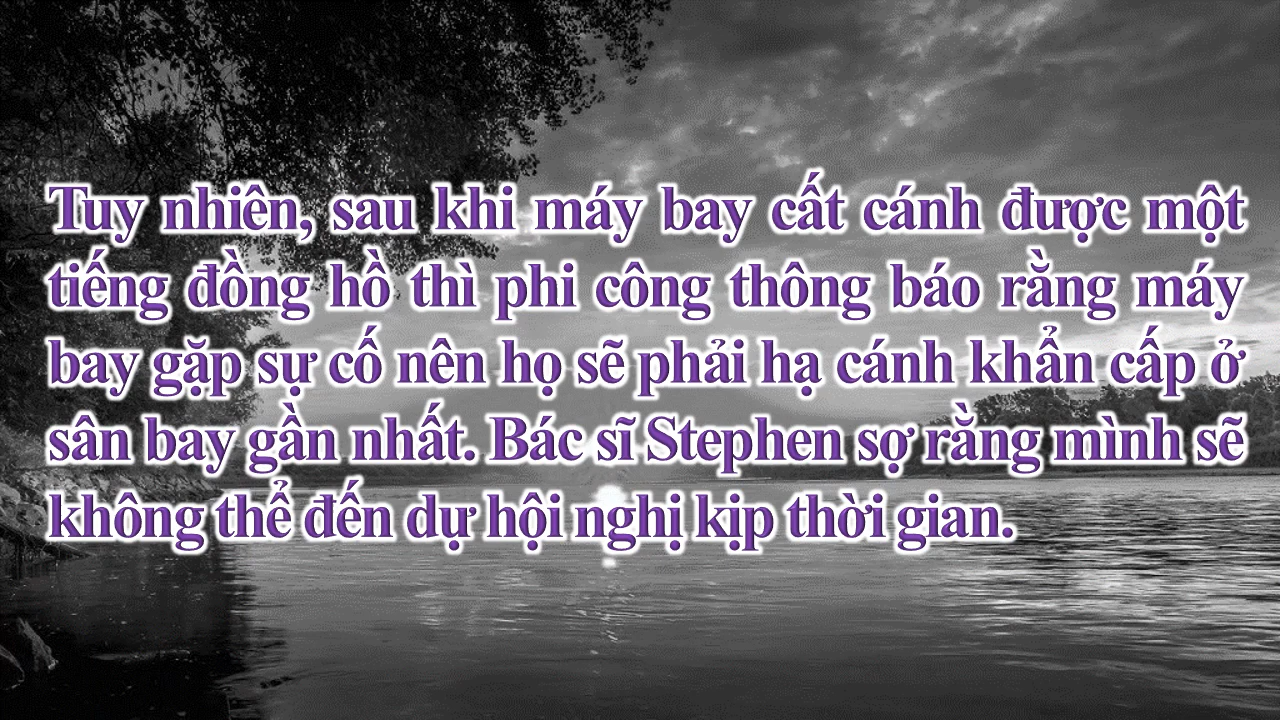 Tuy nhiên, sau khi máy bay cất cánh được một
tiếng đồng hồ thì phi công thông báo rằng máy
bay gặp sự cố nên họ sẽ phải hạ cánh khẩn cấp ở
sân bay gần nhất. Bác sĩ Stephen sợ rằng mình sẽ
không thể đến dự hội nghị kịp thời gian.